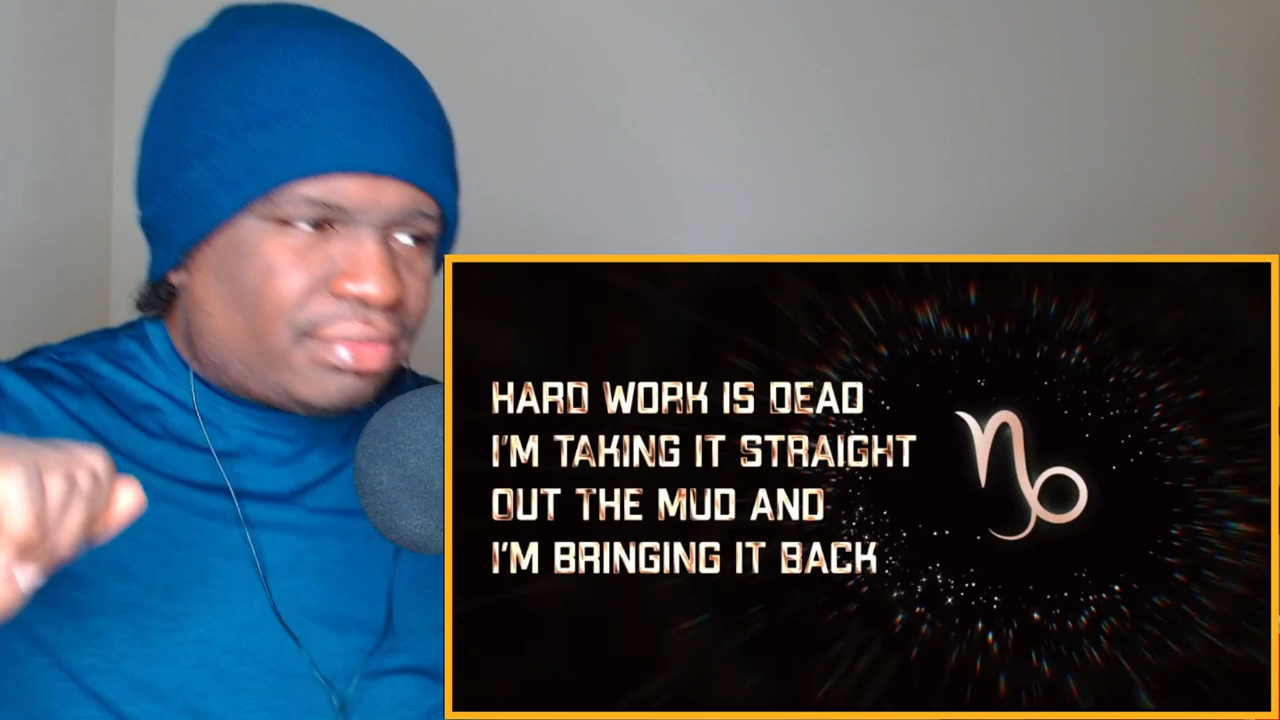 HARD WORK IS DEAD
I'M TAKING IT STRAIGHT
OUT THE MUD AND
I'M BRINGING IT BACK